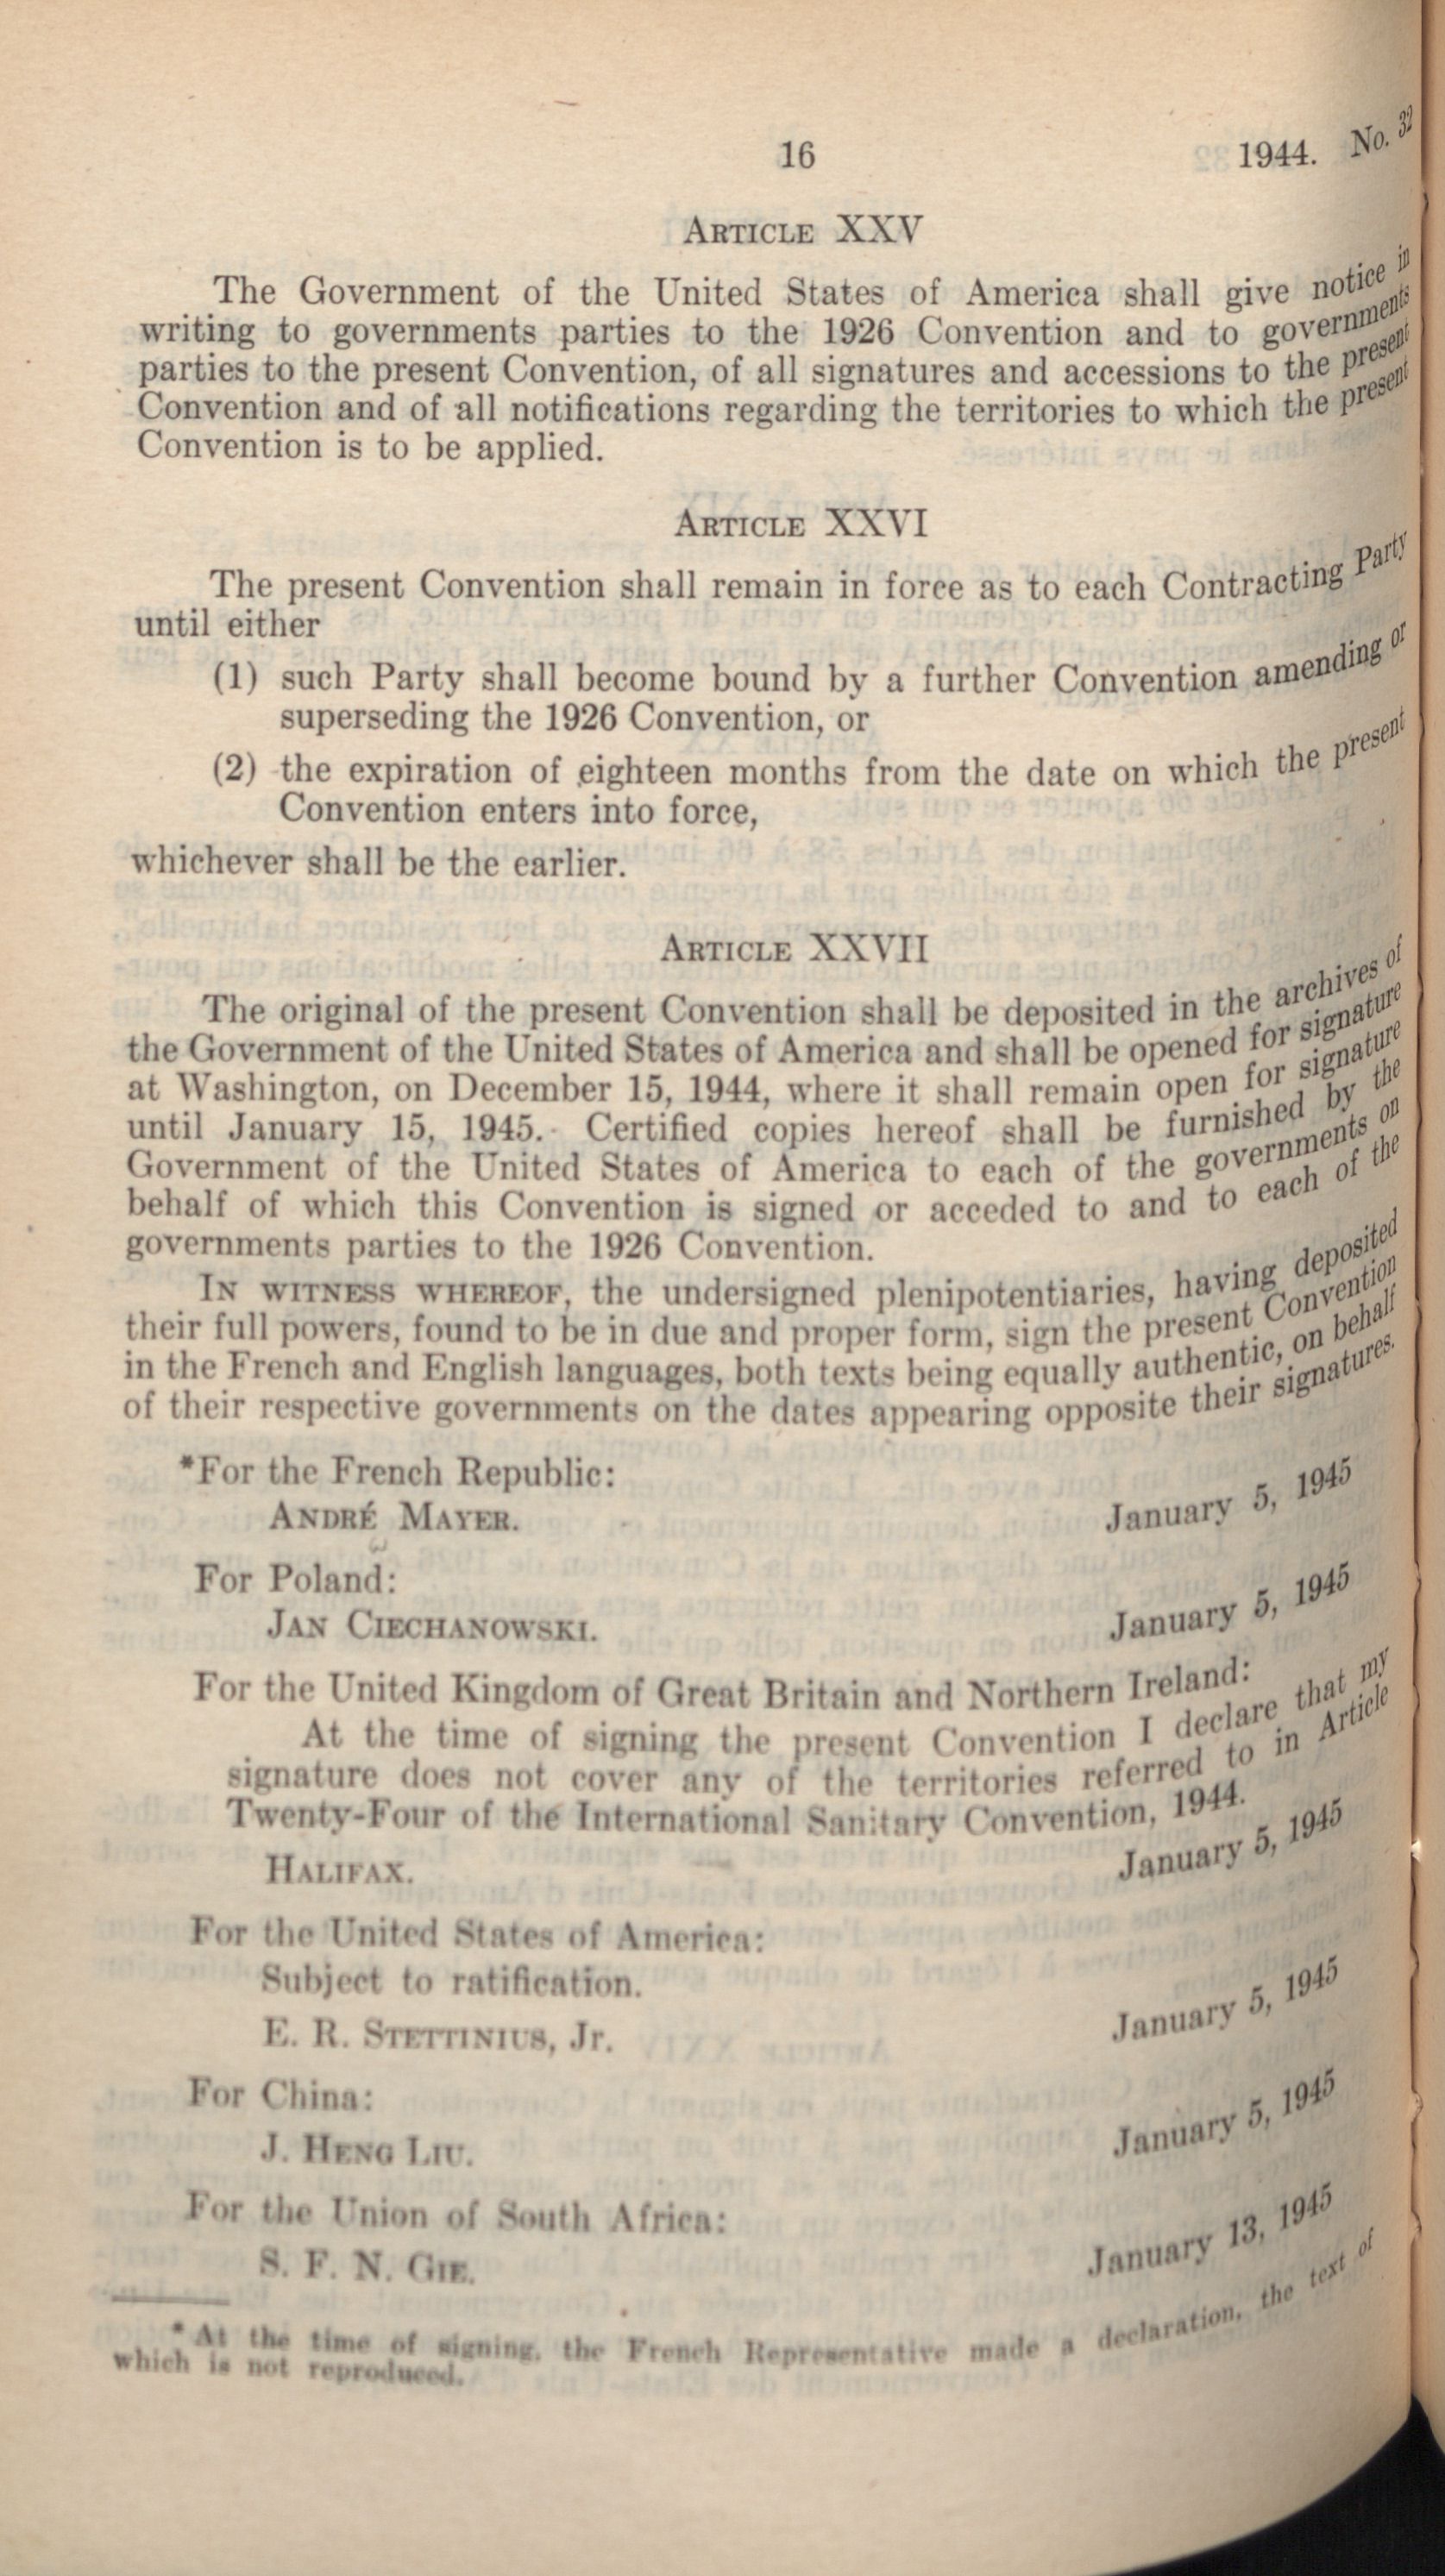 16
1944. No. 32
ARTICLE XXV
The Government of the United States of America shall give notice in
writing to governments parties to the 1926 Convention and to governments
parties to the present Convention, of all signatures and accessions to the present
Convention and of all notifications regarding the territories to which the present
Convention is to be applied.
ARTICLE XXVI
The present Convention shall remain in force as to each Contracting Party
until either
(1) such Party shall become bound by a further Convention amending or
superseding the 1926 Convention, or
(2) the expiration of eighteen months from the date on which the present
Convention enters into force,
whichever shall be the earlier.
ARTICLE XXVII
The original of the present Convention shall be deposited in the archives of
the Government of the United States of America and shall be opened for signature
at Washington, on December 15, 1944, where it shall remain open for signature
until January 15, 1945. Certified copies hereof shall be furnished by the
Government of the United States of America to each of the governments on
behalf of which this Convention is signed or acceded to and to each of the
governments parties to the 1926 Convention.
IN WITNESS WHEREOF, the undersigned plenipotentiaries, having deposited
their full powers, found to be in due and proper form, sign the present Convention
in the French and English languages, both texts being equally authentic, on behalf
of their respective governments on the dates appearing opposite their signatures.
*For the French Republic:
ANDRÉ MAYER. January 5, 1945
For Poland:
JAN CIECHANOWSKI. January 5, 1945
For the United Kingdom of Great Britain and Northern Ireland:
At the time of signing the present Convention I declare that my
signature does not cover any of the territories referred to in Article
Twenty-Four of the International Sanitary Convention, 1944.
HALIFAX. January 5, 1945
For the United States of America:
Subject to ratification.
E. R. STETTINIUS, Jr. January 5, 1945
For China:
J. HENG LIU. January 5, 1945
For the Union of South Africa:
S. F. N. GIE. January 13, 1945
* At the time of signing, the French Representative made a declaration, the text of
which is not reproduced.